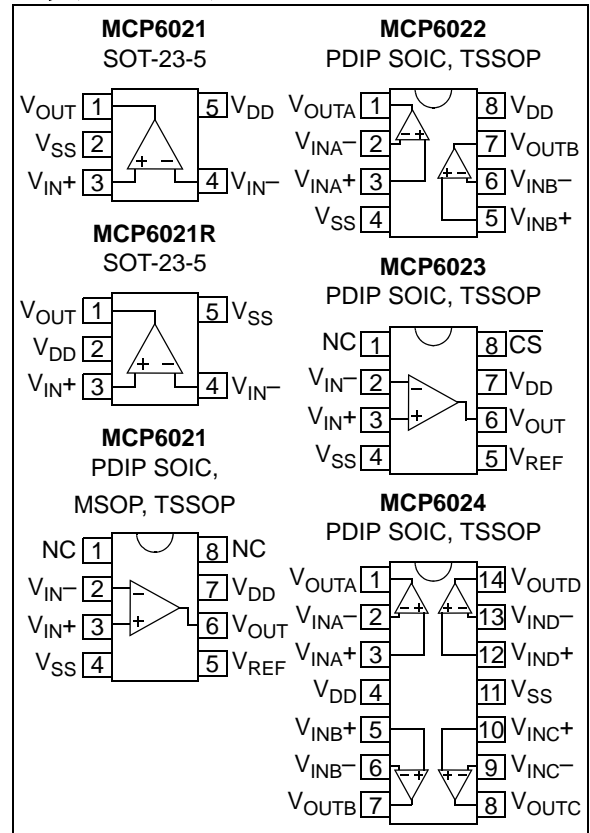 MCP6021
SOT-23-5
VOUT 1
5 VDD
VSS 2
VIN+ 3
4 VIN–
+ –
MCP6021R
SOT-23-5
VOUT 1
5 VSS
VDD 2
VIN+ 3
4 VIN–
+ –
MCP6021
PDIP SOIC,
MSOP, TSSOP
NC 1
8 NC
VIN– 2
7 VDD
VIN+ 3
6 VOUT
VSS 4
5 VREF
–
+
MCP6022
PDIP SOIC, TSSOP
VOUTA 1
8 VDD
VINA– 2
7 VOUTB
VINA+ 3
6 VINB–
VSS 4
5 VINB+
- +
+ -
MCP6023
PDIP SOIC, TSSOP
NC 1
8 CS
VIN– 2
7 VDD
VIN+ 3
6 VOUT
VSS 4
5 VREF
–
+
MCP6024
PDIP SOIC, TSSOP
VOUTA 1
14 VOUTD
VINA– 2
13 VIND–
VINA+ 3
12 VIND+
VDD 4
11 VSS
VINB+ 5
10 VINC+
VINB– 6
9 VINC–
VOUTB 7
8 VOUTC
- +
+ -
- +
+ -